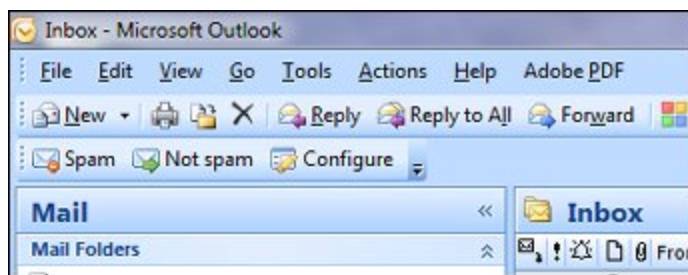 Inbox - Microsoft Outlook
File Edit View Go Tools Actions Help Adobe PDF
New Reply Reply to All Forward
Spam Not spam Configure
Mail « Inbox
Mail Folders